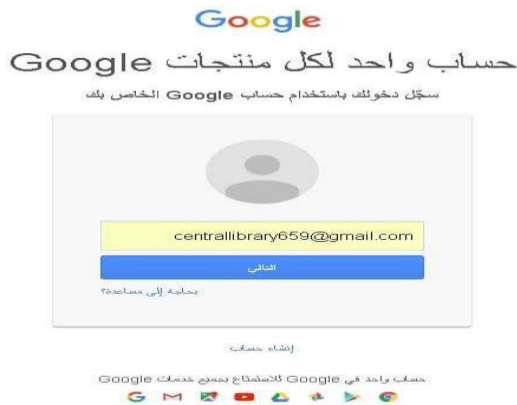 Google
حساب واحد لكل منتجات Google
سجّل دخولك باستخدام حساب Google الخاص بك
centrallibrary659@gmail.com
التالي
بحاجة إلى مساعدة؟
إنشاء حساب
حساب واحد في Google للاستمتاع بجميع خدمات Google